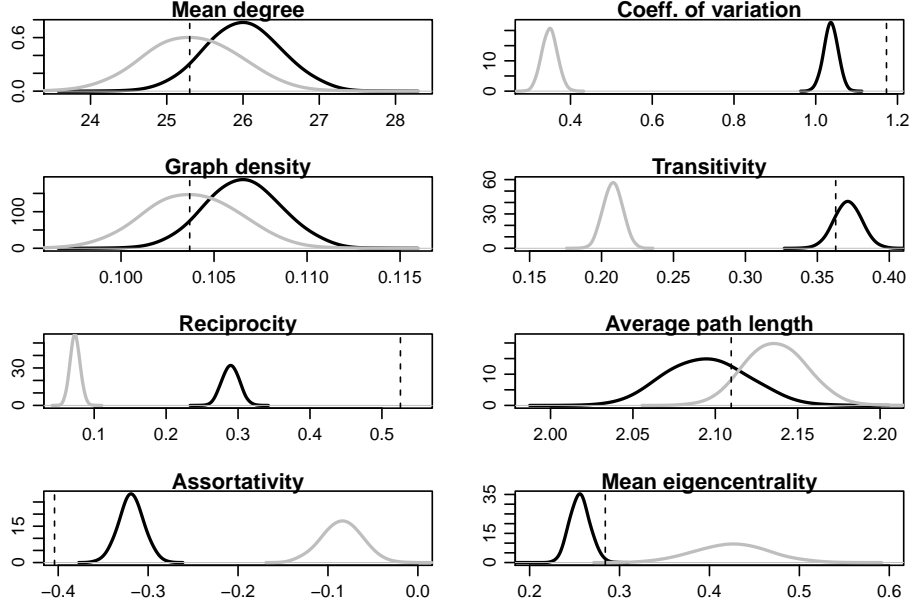 Mean degree
0.0 0.6
24 25 26 27 28
Coeff. of variation
0 10
0.4 0.6 0.8 1.0 1.2
Graph density
0 100
0.100 0.105 0.110 0.115
Transitivity
0 30 60
0.15 0.20 0.25 0.30 0.35 0.40
Reciprocity
0 30
0.1 0.2 0.3 0.4 0.5
Average path length
0 10
2.00 2.05 2.10 2.15 2.20
Assortativity
0 15
−0.4 −0.3 −0.2 −0.1 0.0
Mean eigencentrality
0 15 35
0.2 0.3 0.4 0.5 0.6